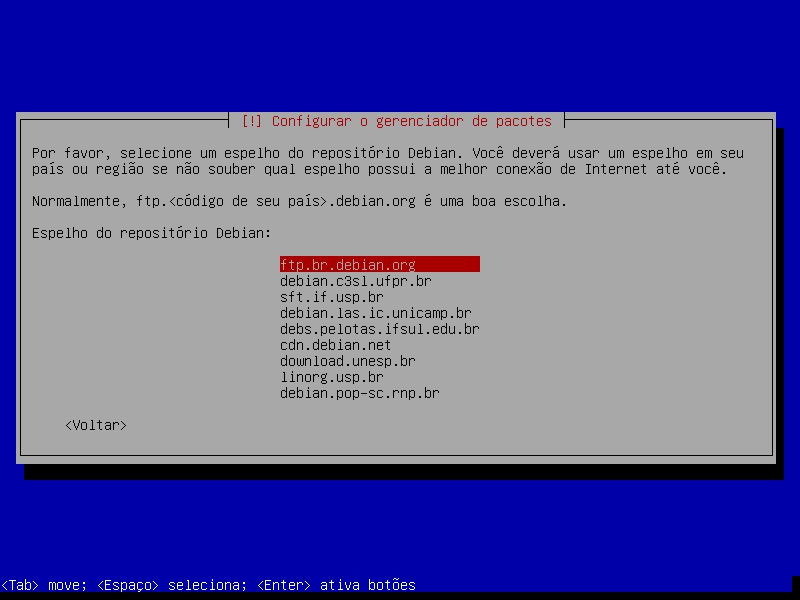 [!] Configurar o gerenciador de pacotes
Por favor, selecione um espelho do repositório Debian. Você deverá usar um espelho em seu
país ou região se não souber qual espelho possui a melhor conexão de Internet até você.
Normalmente, ftp.<código de seu país>.debian.org é uma boa escolha.
Espelho do repositório Debian:
ftp.br.debian.org
debian.c3sl.ufpr.br
sft.if.usp.br
debian.las.ic.unicamp.br
debs.pelotas.ifsul.edu.br
cdn.debian.net
download.unesp.br
linorg.usp.br
debian.pop-sc.rnp.br
<Voltar>
<Tab> move; <Espaço> seleciona; <Enter> ativa botões